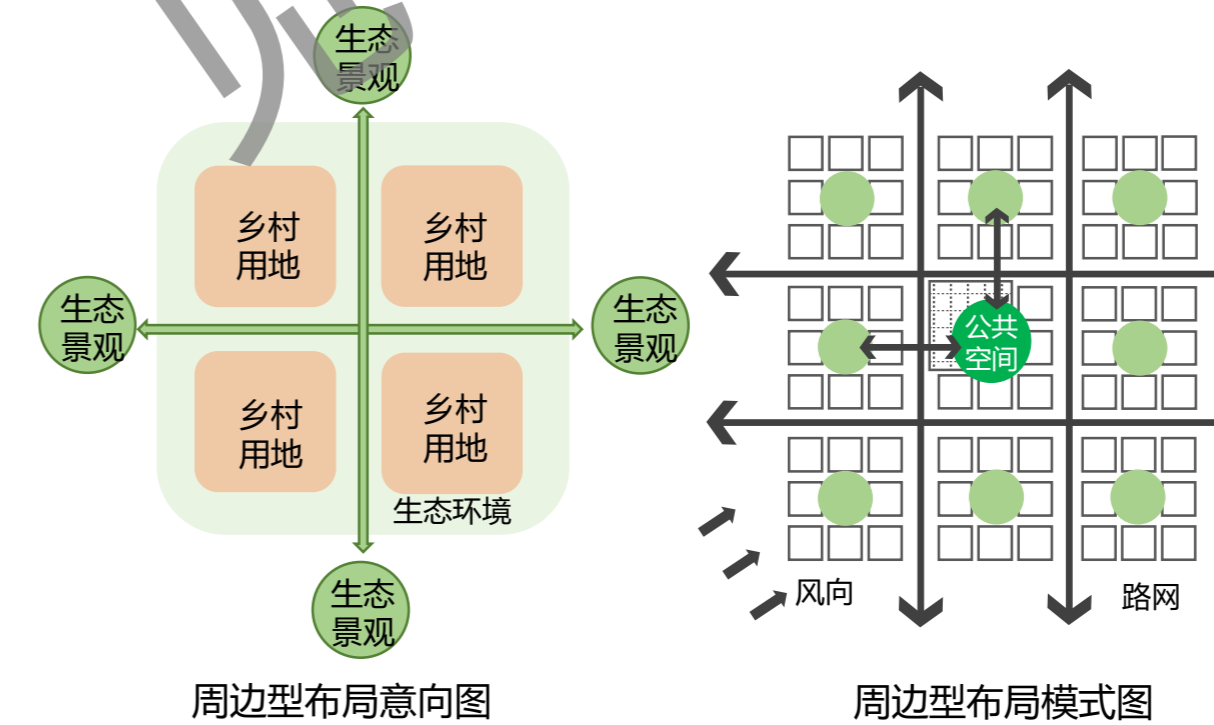 生态
景观
乡村
用地
乡村
用地
生态
景观
生态
景观
乡村
用地
乡村
用地
生态环境
生态
景观
周边型布局意向图
公共
空间
风向
路网
周边型布局模式图